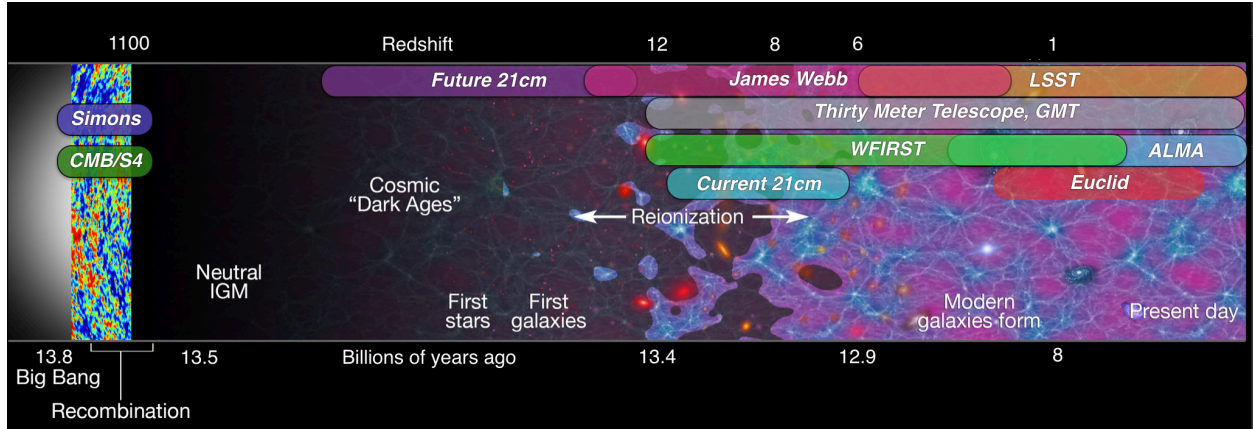 1100 Redshift 12 8 6 1
Future 21cm James Webb LSST
Simons Thirty Meter Telescope, GMT
CMB/S4 WFIRST ALMA
Current 21cm Euclid
Cosmic
"Dark Ages"
Reionization
Neutral
IGM
First
stars
First
galaxies
Modern
galaxies form
Present day
13.8 13.5 Billions of years ago 13.4 12.9 8
Big Bang
Recombination